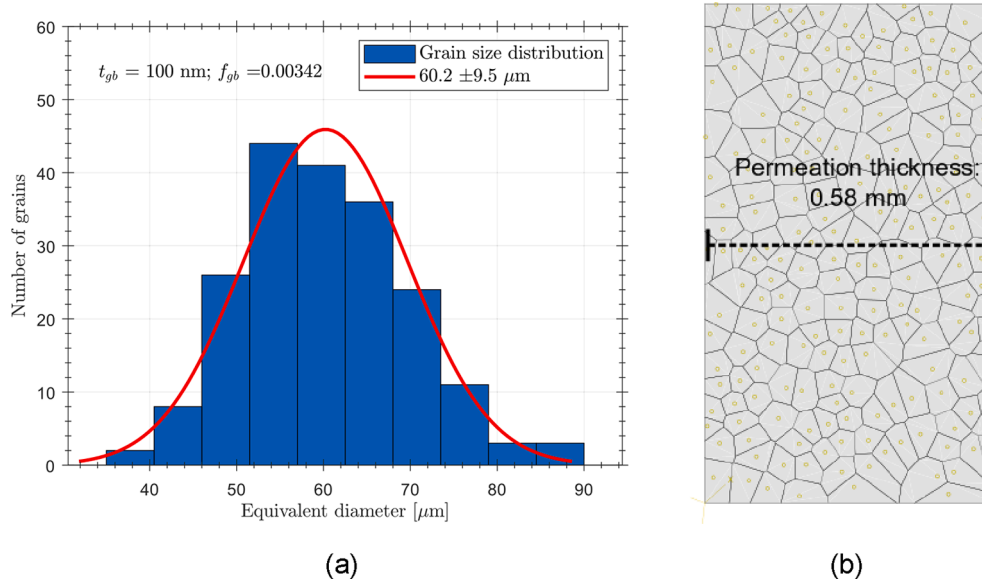 60
50
40
30
20
10
0
Number of grains
t_gb = 100 nm; f_gb =0.00342
Grain size distribution
60.2 ±9.5 μm
40
50
60
70
80
90
Equivalent diameter [μm]
(a)
Permeation thickness:
0.58 mm
(b)